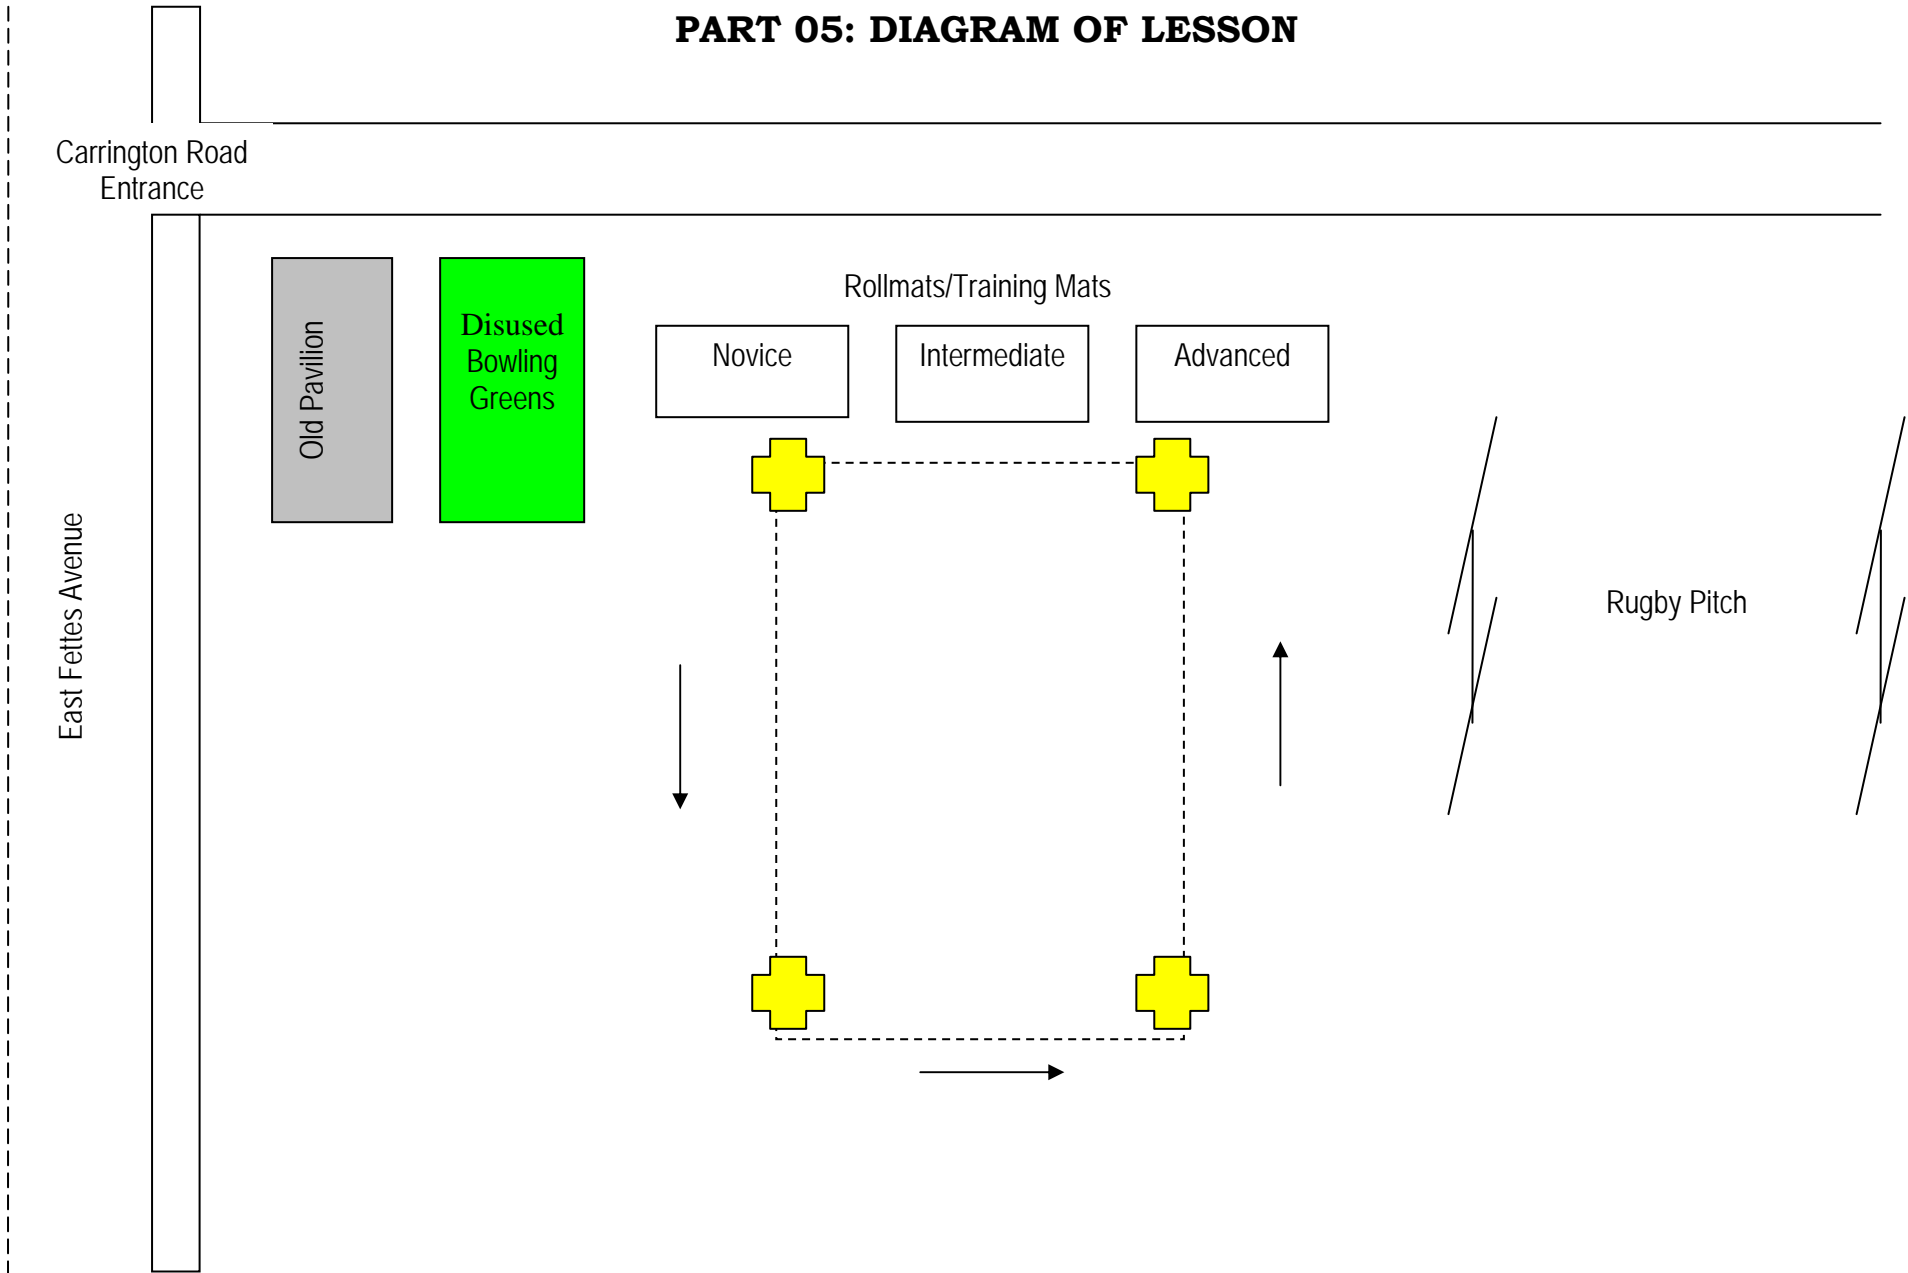 PART 05: DIAGRAM OF LESSON
Carrington Road
Entrance
Rollmats/Training Mats
Old Pavilion
Disused
Bowling
Greens
Novice
Intermediate
Advanced
East Fettes Avenue
Rugby Pitch